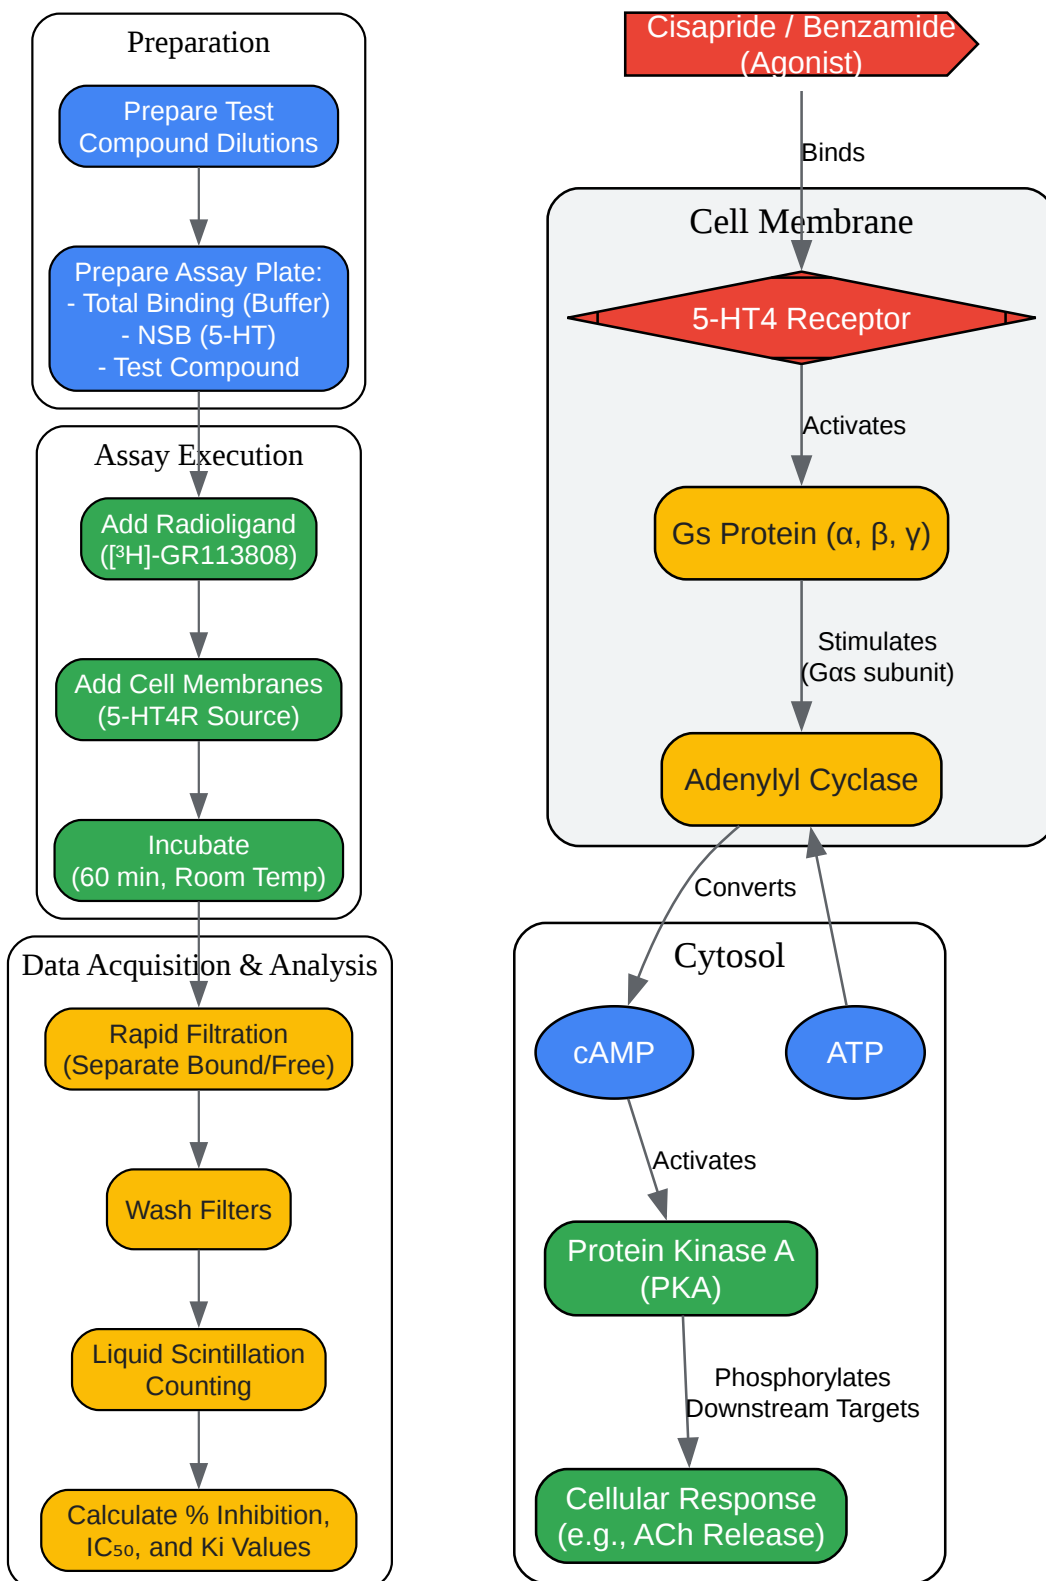 Preparation
Prepare Test
Compound Dilutions
Prepare Assay Plate:
- Total Binding (Buffer)
- NSB (5-HT)
- Test Compound
Assay Execution
Add Radioligand
([³H]-GR113808)
Add Cell Membranes
(5-HT4R Source)
Incubate
(60 min, Room Temp)
Data Acquisition & Analysis
Rapid Filtration
(Separate Bound/Free)
Wash Filters
Liquid Scintillation
Counting
Calculate % Inhibition,
IC₅₀, and Ki Values
Cisapride / Benzamide
(Agonist)
Binds
Cell Membrane
5-HT4 Receptor
Activates
Gs Protein (α, β, γ)
Stimulates
(Gαs subunit)
Adenylyl Cyclase
Converts
Cytosol
cAMP
ATP
Activates
Protein Kinase A
(PKA)
Phosphorylates
Downstream Targets
Cellular Response
(e.g., ACh Release)